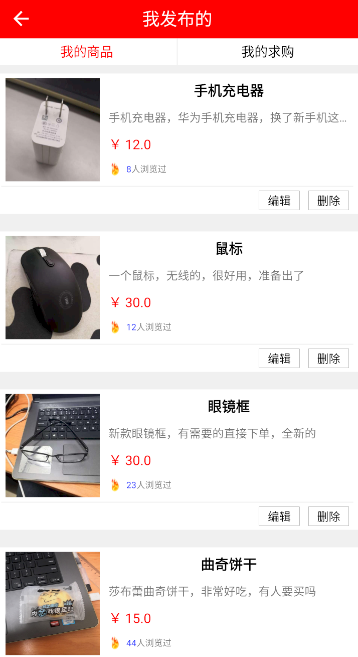 我发布的
我的商品
我的求购
手机充电器
手机充电器，华为手机充电器，换了新手机这...
￥ 12.0
8人浏览过
编辑 删除
鼠标
一个鼠标，无线的，很好用，准备出了
￥ 30.0
12人浏览过
编辑 删除
眼镜框
新款眼镜框，有需要的直接下单，全新的
￥ 30.0
23人浏览过
编辑 删除
曲奇饼干
莎布蕾曲奇饼干，非常好吃，有人要买吗
￥ 15.0
44人浏览过